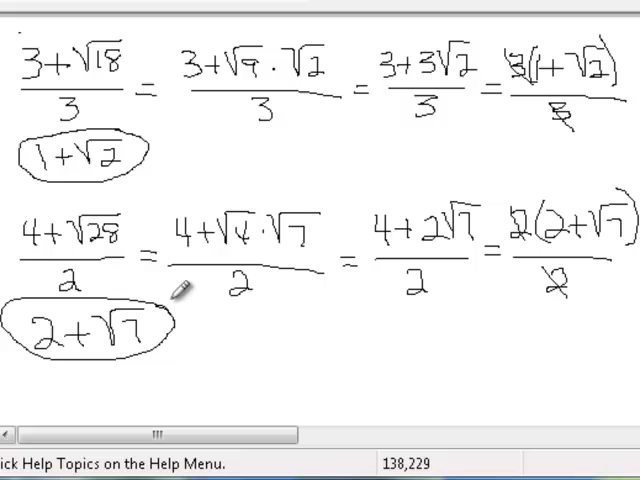 (3+√18)/3 = (3+√9·√2)/3 = (3+3√2)/3 = 3(1+√2)/3
1+√2
(4+√28)/2 = (4+√4·√7)/2 = (4+2√7)/2 = 2(2+√7)/2
2+√7
ick Help Topics on the Help Menu. 138,229